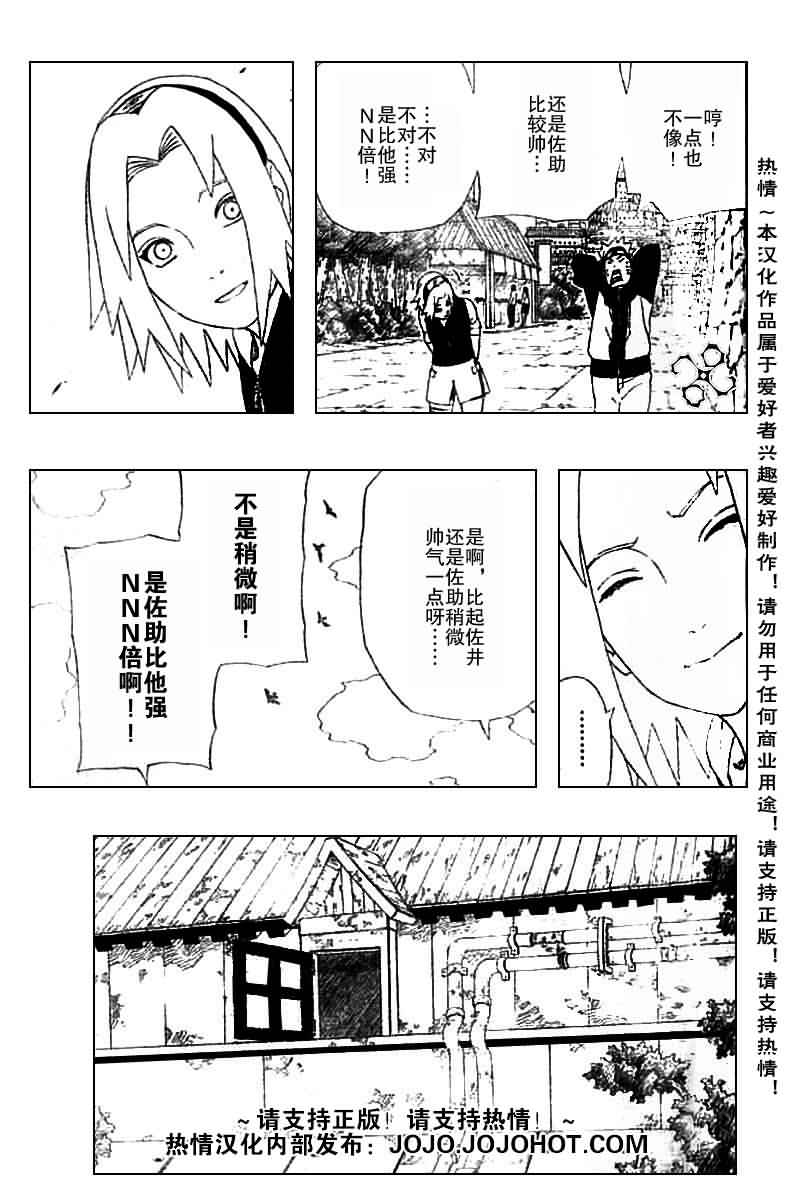 哼！
一点也
不像！
还是佐助
比较帅…
…不对
不对……
是比他强
ＮＮ倍！
………
是啊，比起佐井
还是佐助稍微
帅气一点呀……
不是稍微啊！
是佐助比他强
ＮＮＮ倍啊！！
～请支持正版！请支持热情！～
热情汉化内部发布：JOJO.JOJOHOT.COM
热情～本汉化作品属于爱好者兴趣爱好制作！请勿用于任何商业用途！请支持正版！请支持热情！